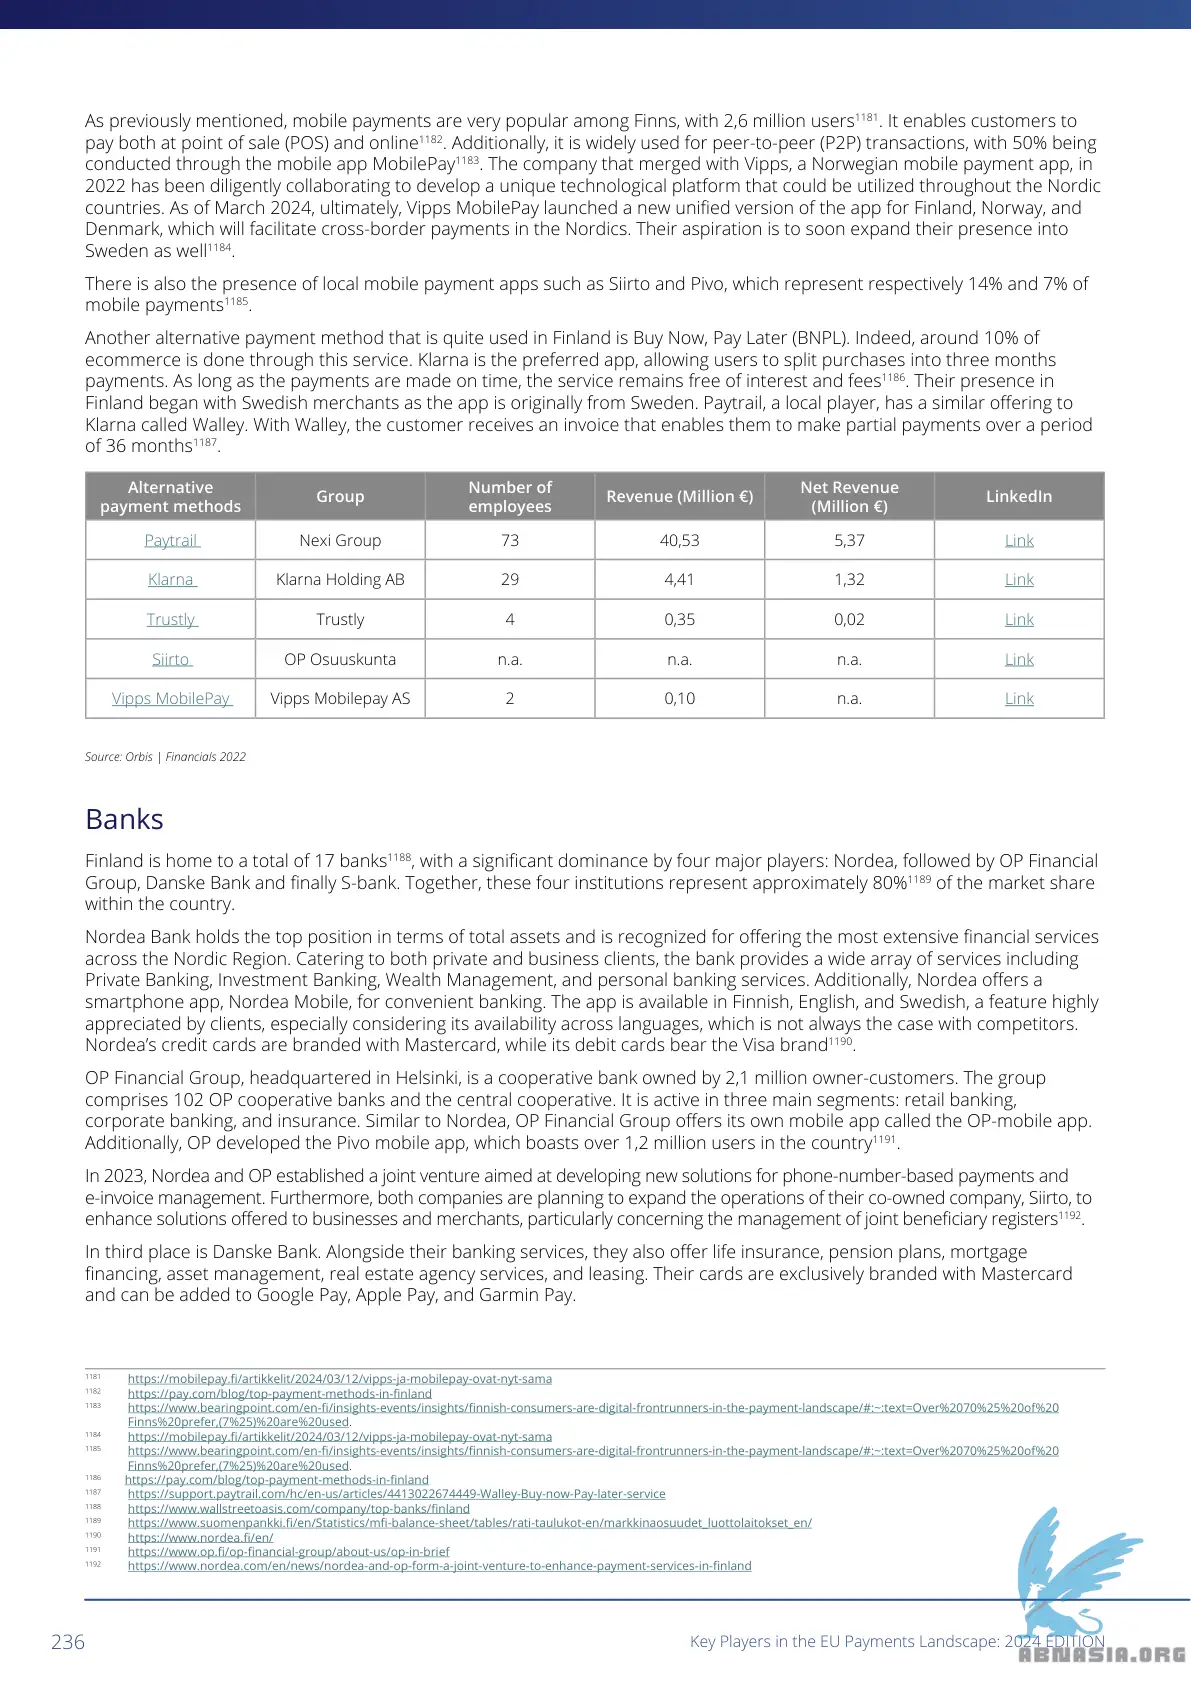 As previously mentioned, mobile payments are very popular among Finns, with 2,6 million users1181. It enables customers to
pay both at point of sale (POS) and online1182. Additionally, it is widely used for peer-to-peer (P2P) transactions, with 50% being
conducted through the mobile app MobilePay1183. The company that merged with Vipps, a Norwegian mobile payment app, in
2022 has been diligently collaborating to develop a unique technological platform that could be utilized throughout the Nordic
countries. As of March 2024, ultimately, Vipps MobilePay launched a new unified version of the app for Finland, Norway, and
Denmark, which will facilitate cross-border payments in the Nordics. Their aspiration is to soon expand their presence into
Sweden as well1184.
There is also the presence of local mobile payment apps such as Siirto and Pivo, which represent respectively 14% and 7% of
mobile payments1185.
Another alternative payment method that is quite used in Finland is Buy Now, Pay Later (BNPL). Indeed, around 10% of
ecommerce is done through this service. Klarna is the preferred app, allowing users to split purchases into three months
payments. As long as the payments are made on time, the service remains free of interest and fees1186. Their presence in
Finland began with Swedish merchants as the app is originally from Sweden. Paytrail, a local player, has a similar offering to
Klarna called Walley. With Walley, the customer receives an invoice that enables them to make partial payments over a period
of 36 months1187.
Alternative payment methods Group Number of employees Revenue (Million €) Net Revenue (Million €) LinkedIn
Paytrail Nexi Group 73 40,53 5,37 Link
Klarna Klarna Holding AB 29 4,41 1,32 Link
Trustly Trustly 4 0,35 0,02 Link
Siirto OP Osuuskunta n.a. n.a. n.a. Link
Vipps MobilePay Vipps Mobilepay AS 2 0,10 n.a. Link
Source: Orbis | Financials 2022
Banks
Finland is home to a total of 17 banks1188, with a significant dominance by four major players: Nordea, followed by OP Financial
Group, Danske Bank and finally S-bank. Together, these four institutions represent approximately 80%1189 of the market share
within the country.
Nordea Bank holds the top position in terms of total assets and is recognized for offering the most extensive financial services
across the Nordic Region. Catering to both private and business clients, the bank provides a wide array of services including
Private Banking, Investment Banking, Wealth Management, and personal banking services. Additionally, Nordea offers a
smartphone app, Nordea Mobile, for convenient banking. The app is available in Finnish, English, and Swedish, a feature highly
appreciated by clients, especially considering its availability across languages, which is not always the case with competitors.
Nordea’s credit cards are branded with Mastercard, while its debit cards bear the Visa brand1190.
OP Financial Group, headquartered in Helsinki, is a cooperative bank owned by 2,1 million owner-customers. The group
comprises 102 OP cooperative banks and the central cooperative. It is active in three main segments: retail banking,
corporate banking, and insurance. Similar to Nordea, OP Financial Group offers its own mobile app called the OP-mobile app.
Additionally, OP developed the Pivo mobile app, which boasts over 1,2 million users in the country1191.
In 2023, Nordea and OP established a joint venture aimed at developing new solutions for phone-number-based payments and
e-invoice management. Furthermore, both companies are planning to expand the operations of their co-owned company, Siirto, to
enhance solutions offered to businesses and merchants, particularly concerning the management of joint beneficiary registers1192.
In third place is Danske Bank. Alongside their banking services, they also offer life insurance, pension plans, mortgage
financing, asset management, real estate agency services, and leasing. Their cards are exclusively branded with Mastercard
and can be added to Google Pay, Apple Pay, and Garmin Pay.
1181 https://mobilepay.fi/artikkelit/2024/03/12/vipps-ja-mobilepay-ovat-nyt-sama
1182 https://pay.com/blog/top-payment-methods-in-finland
1183 https://www.bearingpoint.com/en-fi/insights-events/insights/finnish-consumers-are-digital-frontrunners-in-the-payment-landscape/#:~:text=Over%2070%25%20of%20
Finns%20prefer,(7%25)%20are%20used.
1184 https://mobilepay.fi/artikkelit/2024/03/12/vipps-ja-mobilepay-ovat-nyt-sama
1185 https://www.bearingpoint.com/en-fi/insights-events/insights/finnish-consumers-are-digital-frontrunners-in-the-payment-landscape/#:~:text=Over%2070%25%20of%20
Finns%20prefer,(7%25)%20are%20used.
1186 https://pay.com/blog/top-payment-methods-in-finland
1187 https://support.paytrail.com/hc/en-us/articles/4413022674449-Walley-Buy-now-Pay-later-service
1188 https://www.wallstreetoasis.com/company/top-banks/finland
1189 https://www.suomenpankki.fi/en/Statistics/mfi-balance-sheet/tables/rati-taulukot-en/markkinaosuudet_luottolaitokset_en/
1190 https://www.nordea.fi/en/
1191 https://www.op.fi/op-financial-group/about-us/op-in-brief
1192 https://www.nordea.com/en/news/nordea-and-op-form-a-joint-venture-to-enhance-payment-services-in-finland
236 Key Players in the EU Payments Landscape: 2024 EDITION
ABNASIA.ORG